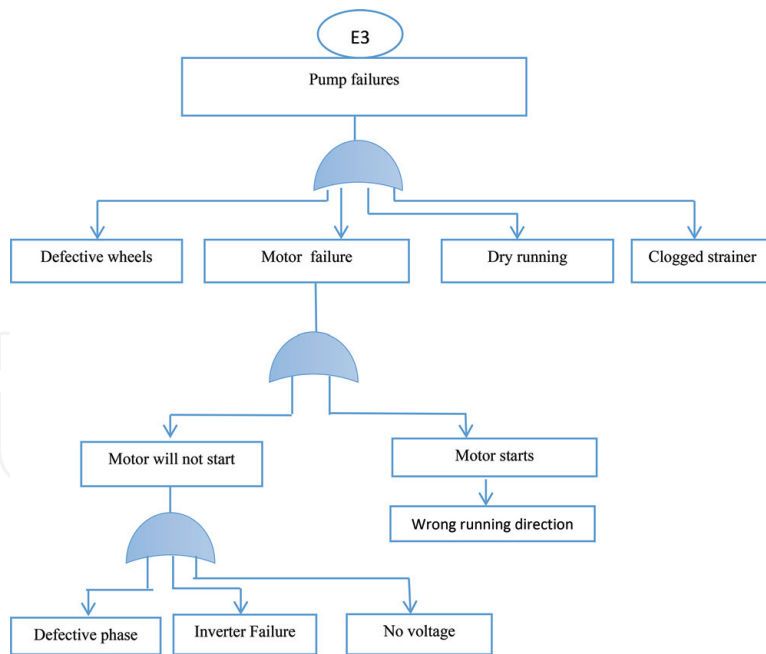 E3
Pump failures
Defective wheels
Motor failure
Dry running
Clogged strainer
Motor will not start
Motor starts
Wrong running direction
Defective phase
Inverter Failure
No voltage